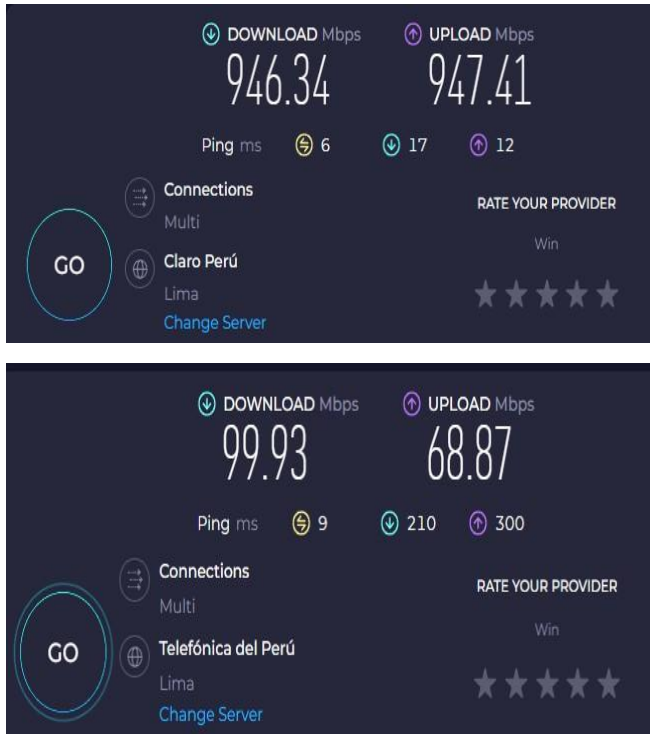 DOWNLOAD Mbps UPLOAD Mbps
946.34 947.41
Ping ms 6 17 12
Connections
Multi
RATE YOUR PROVIDER
Win
GO
Claro Perú
Lima
Change Server
DOWNLOAD Mbps UPLOAD Mbps
99.93 68.87
Ping ms 9 210 300
Connections
Multi
RATE YOUR PROVIDER
Win
GO
Telefónica del Perú
Lima
Change Server